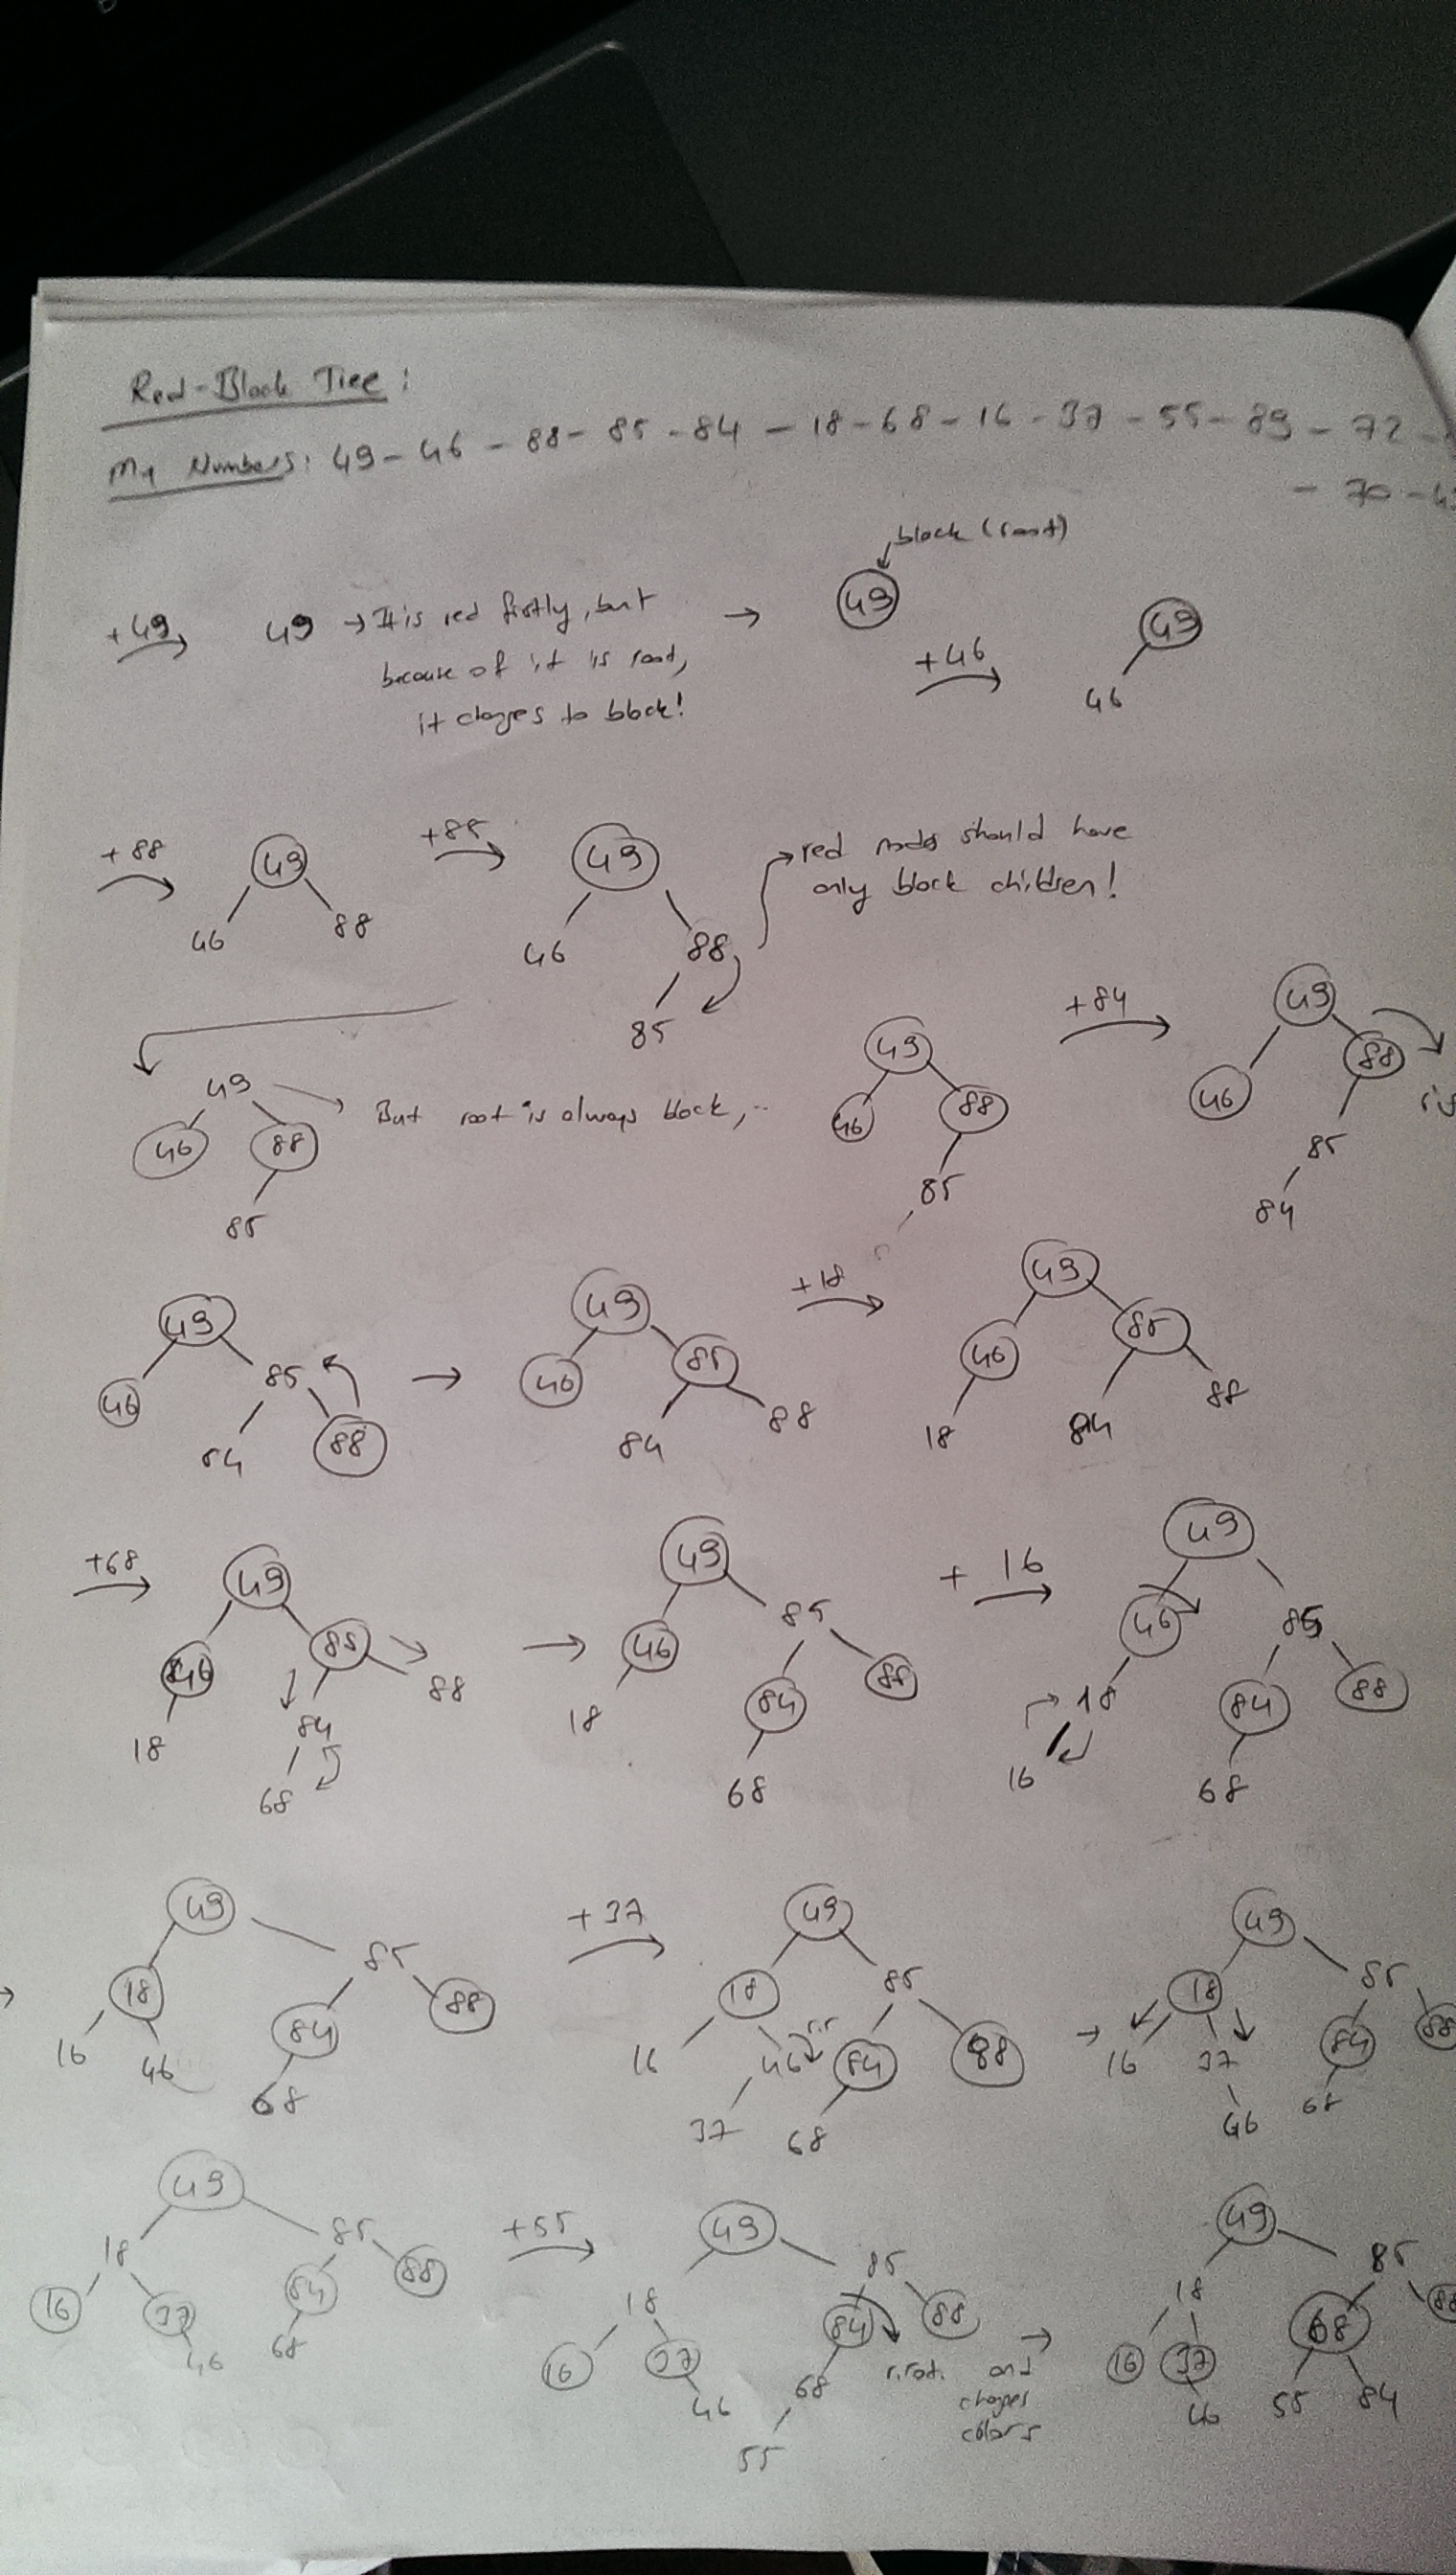 Red-Black Tree:
My Numbers: 49 - 46 - 88 - 85 - 84 - 18 - 68 - 16 - 37 - 55 - 89 - 72 -
- 70 - 45
black (root)
+49 49 → It is red firstly, but → 49
because of it is root,
it changes to black!
+46 49
46
+88 49 +85 49 red nodes should have
only black children!
46 88 46 88
85
49 But root is always black,..
46 88
85
49
46 88
85
+84 49
46 88
85
84
49
46 85
84 88
→ 49
46 85
84 88
+18 49
46 85
18 84 88
+68 49
46 85
18 84 88
68
→ 49
46 85
18 84 88
68
+16 49
46 85
18 84 88
16 68
→ 49
18 85
16 46 84 88
68
+37 49
18 85
16 46 84 88
37 68
→ 49
18 85
16 37 84 88
46 68
49
18 85
16 37 84 88
46 68
+55 49
18 85
16 37 84 88
46 68
55
r.rot. and
changes
colors
→ 49
18 85
16 37 68 88
46 55 84